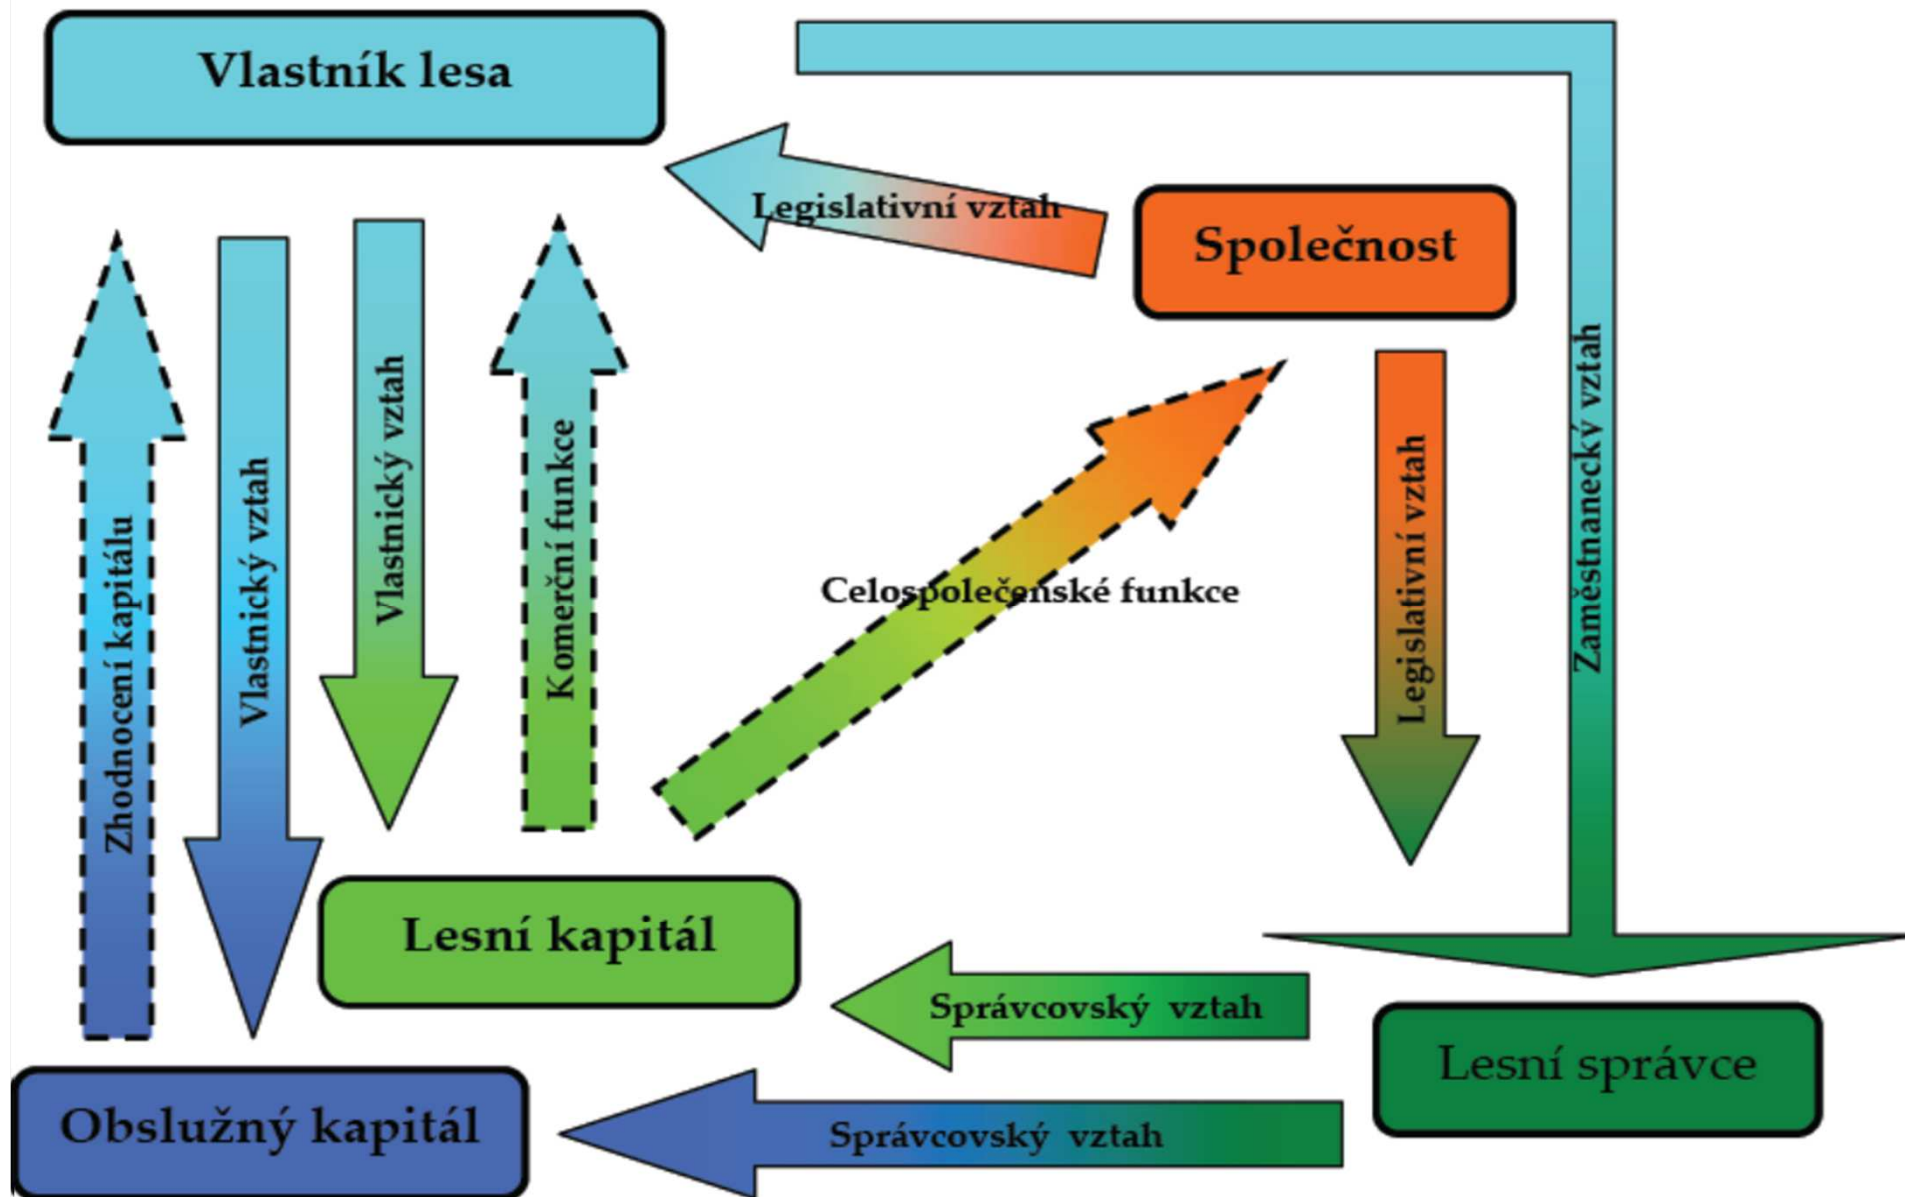 Vlastník lesa
Legislativní vztah
Společnost
Zhodnocení kapitálu
Vlastnický vztah
Vlastnický vztah
Komerční funkce
Celospolečenské funkce
Legislativní vztah
Zaměstnanecký vztah
Lesní kapitál
Správcovský vztah
Lesní správce
Obslužný kapitál
Správcovský vztah